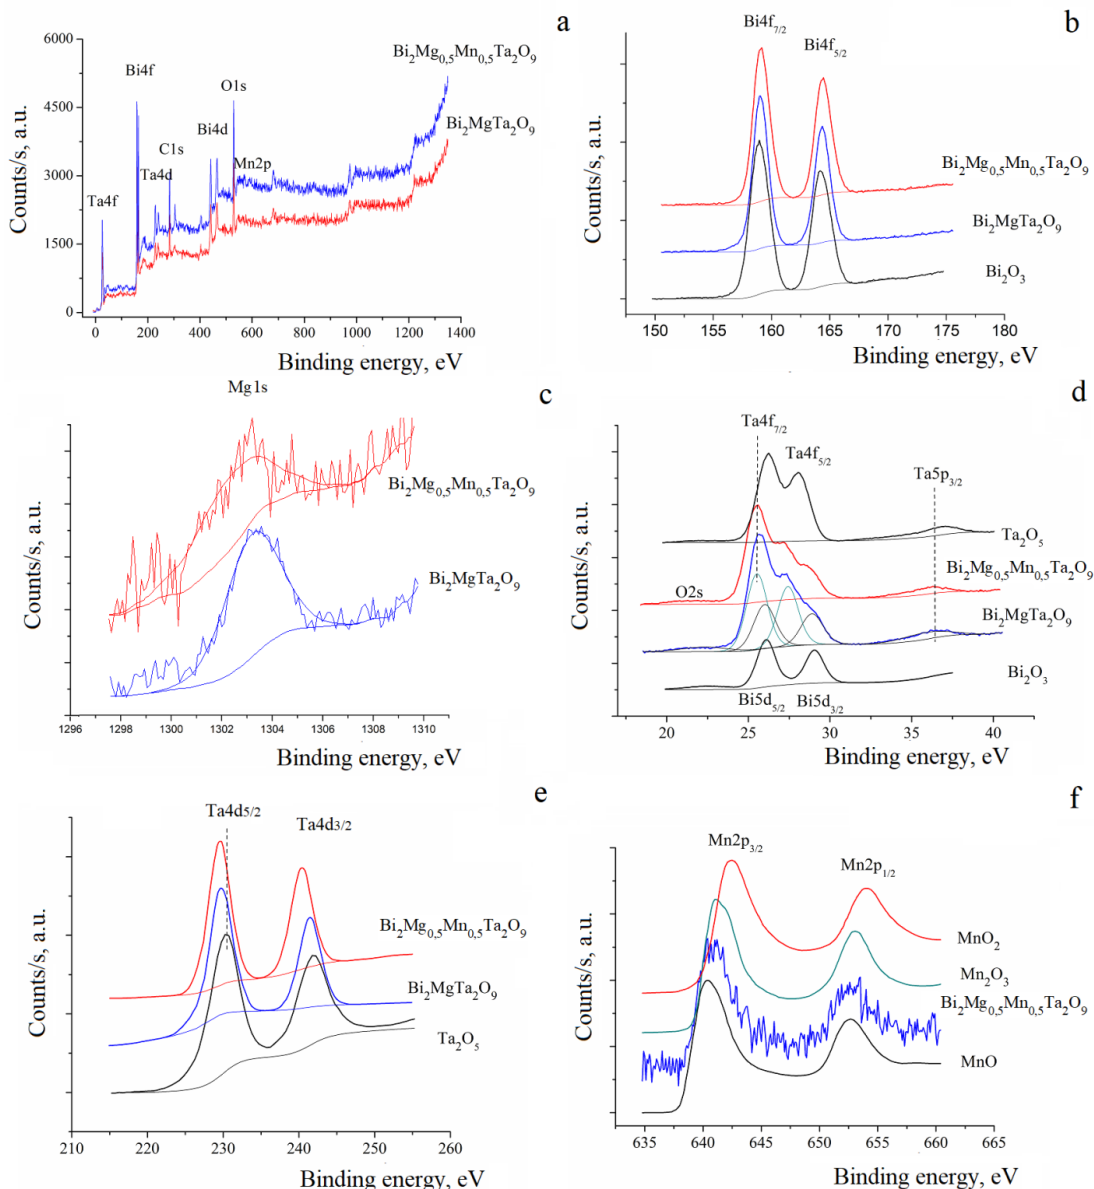 a
6000
4500
3000
1500
0
Counts/s, a.u.
Bi4f
Ta4f
Ta4d
C1s
Bi4d
O1s
Mn2p
Bi2Mg0,5Mn0,5Ta2O9
Bi2MgTa2O9
0 200 400 600 800 1000 1200 1400
Binding energy, eV
b
Counts/s, a.u.
Bi4f7/2
Bi4f5/2
Bi2Mg0,5Mn0,5Ta2O9
Bi2MgTa2O9
Bi2O3
150 155 160 165 170 175 180
Binding energy, eV
c
Mg1s
Counts/s, a.u.
Bi2Mg0,5Mn0,5Ta2O9
Bi2MgTa2O9
1296 1298 1300 1302 1304 1306 1308 1310
Binding energy, eV
d
Counts/s, a.u.
Ta4f7/2
Ta4f5/2
Ta5p3/2
Ta2O5
Bi2Mg0,5Mn0,5Ta2O9
O2s
Bi2MgTa2O9
Bi2O3
Bi5d5/2
Bi5d3/2
20 25 30 35 40
Binding energy, eV
e
Ta4d5/2
Ta4d3/2
Counts/s, a.u.
Bi2Mg0,5Mn0,5Ta2O9
Bi2MgTa2O9
Ta2O5
210 220 230 240 250 260
Binding energy, eV
f
Mn2p3/2
Mn2p1/2
Counts/s, a.u.
MnO2
Mn2O3
Bi2Mg0,5Mn0,5Ta2O9
MnO
635 640 645 650 655 660 665
Binding energy, eV